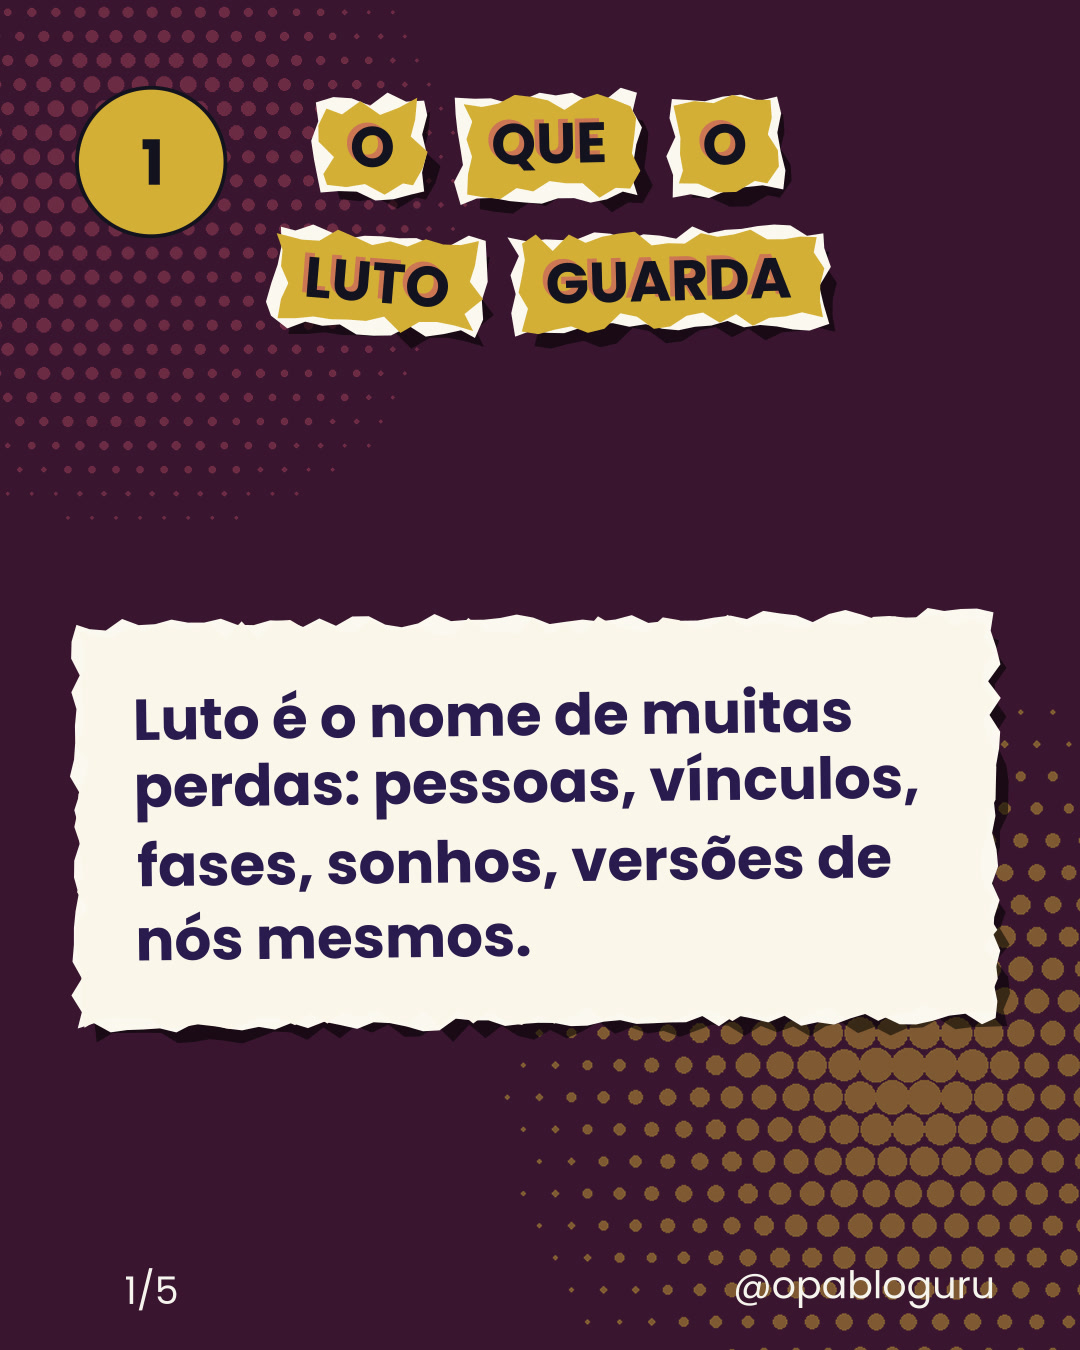 1
O QUE O
LUTO GUARDA
Luto é o nome de muitas
perdas: pessoas, vínculos,
fases, sonhos, versões de
nós mesmos.
1/5
@opabloguru